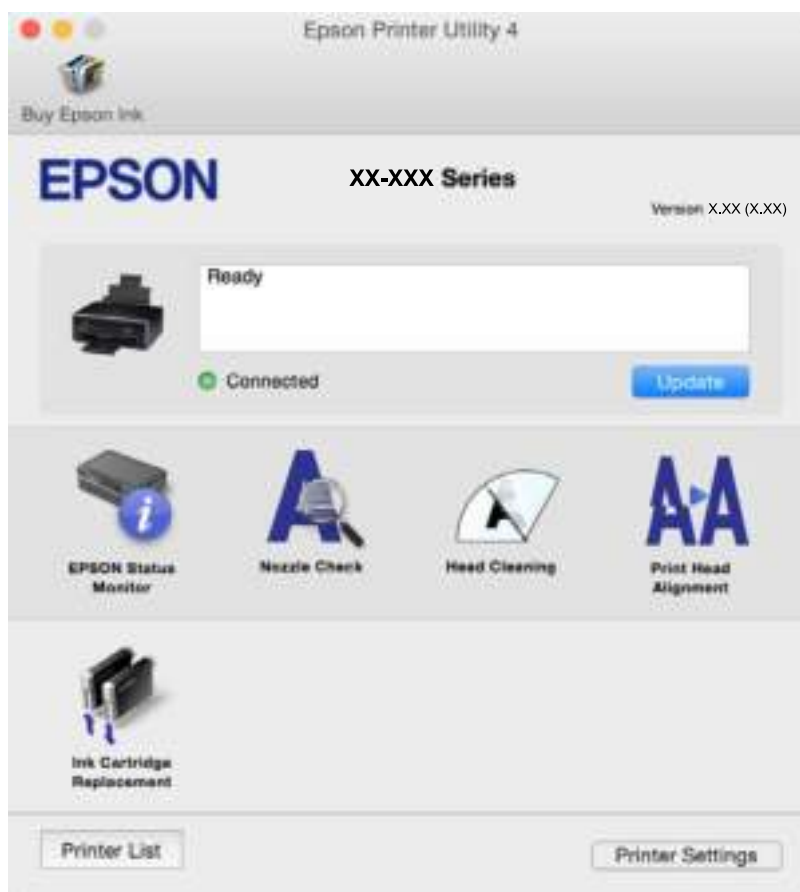 Epson Printer Utility 4
Buy Epson Ink
EPSON
XX-XXX Series
Version X.XX (X.XX)
Ready
Connected
Update
EPSON Status
Monitor
Nozzle Check
Head Cleaning
Print Head
Alignment
Ink Cartridge
Replacement
Printer List
Printer Settings